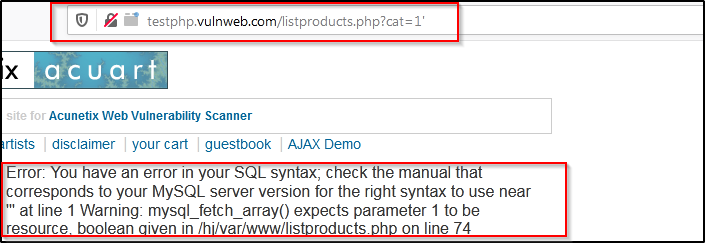 testphp.vulnweb.com/listproducts.php?cat=1'
ix acuart
site for Acunetix Web Vulnerability Scanner
artists | disclaimer | your cart | guestbook | AJAX Demo
Error: You have an error in your SQL syntax; check the manual that
corresponds to your MySQL server version for the right syntax to use near
''' at line 1 Warning: mysql_fetch_array() expects parameter 1 to be
resource, boolean given in /hj/var/www/listproducts.php on line 74